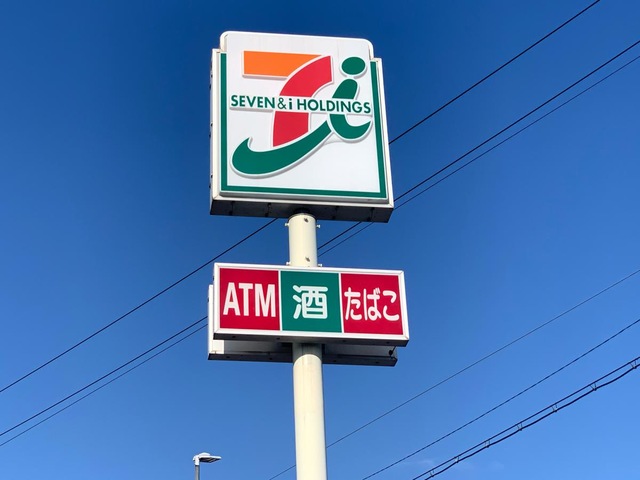 SEVEN & i HOLDINGS
ATM 酒 たばこ